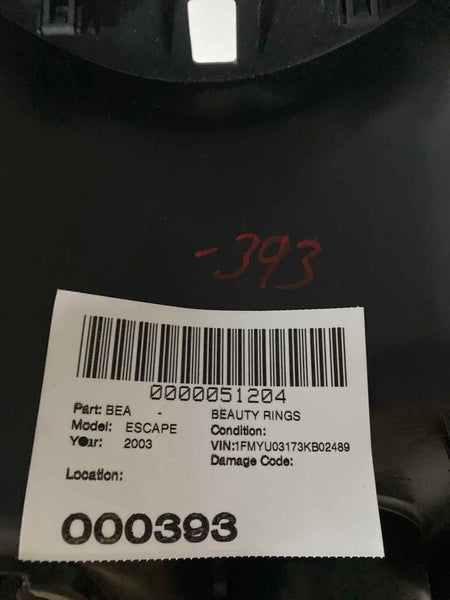 -393
0000051204
Part: BEA - BEAUTY RINGS
Model: ESCAPE Condition:
Year: 2003 VIN:1FMYU03173KB02489
Damage Code:
Location:
000393